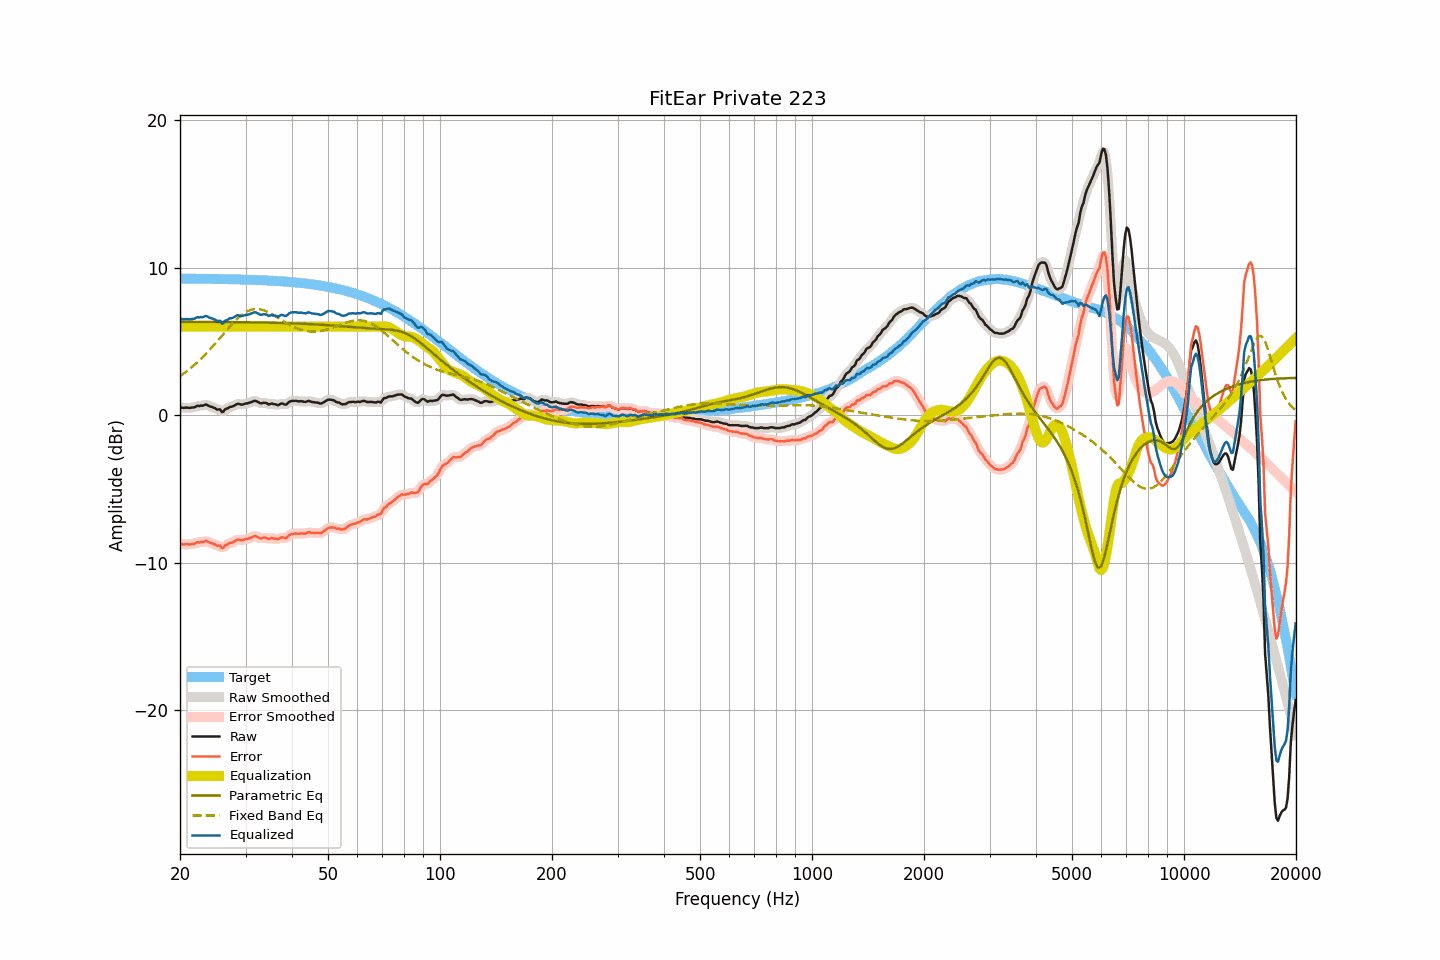 FitEar Private 223
20
10
0
−10
−20
Amplitude (dBr)
Target
Raw Smoothed
Error Smoothed
Raw
Error
Equalization
Parametric Eq
Fixed Band Eq
Equalized
20 50 100 200 500 1000 2000 5000 10000 20000
Frequency (Hz)